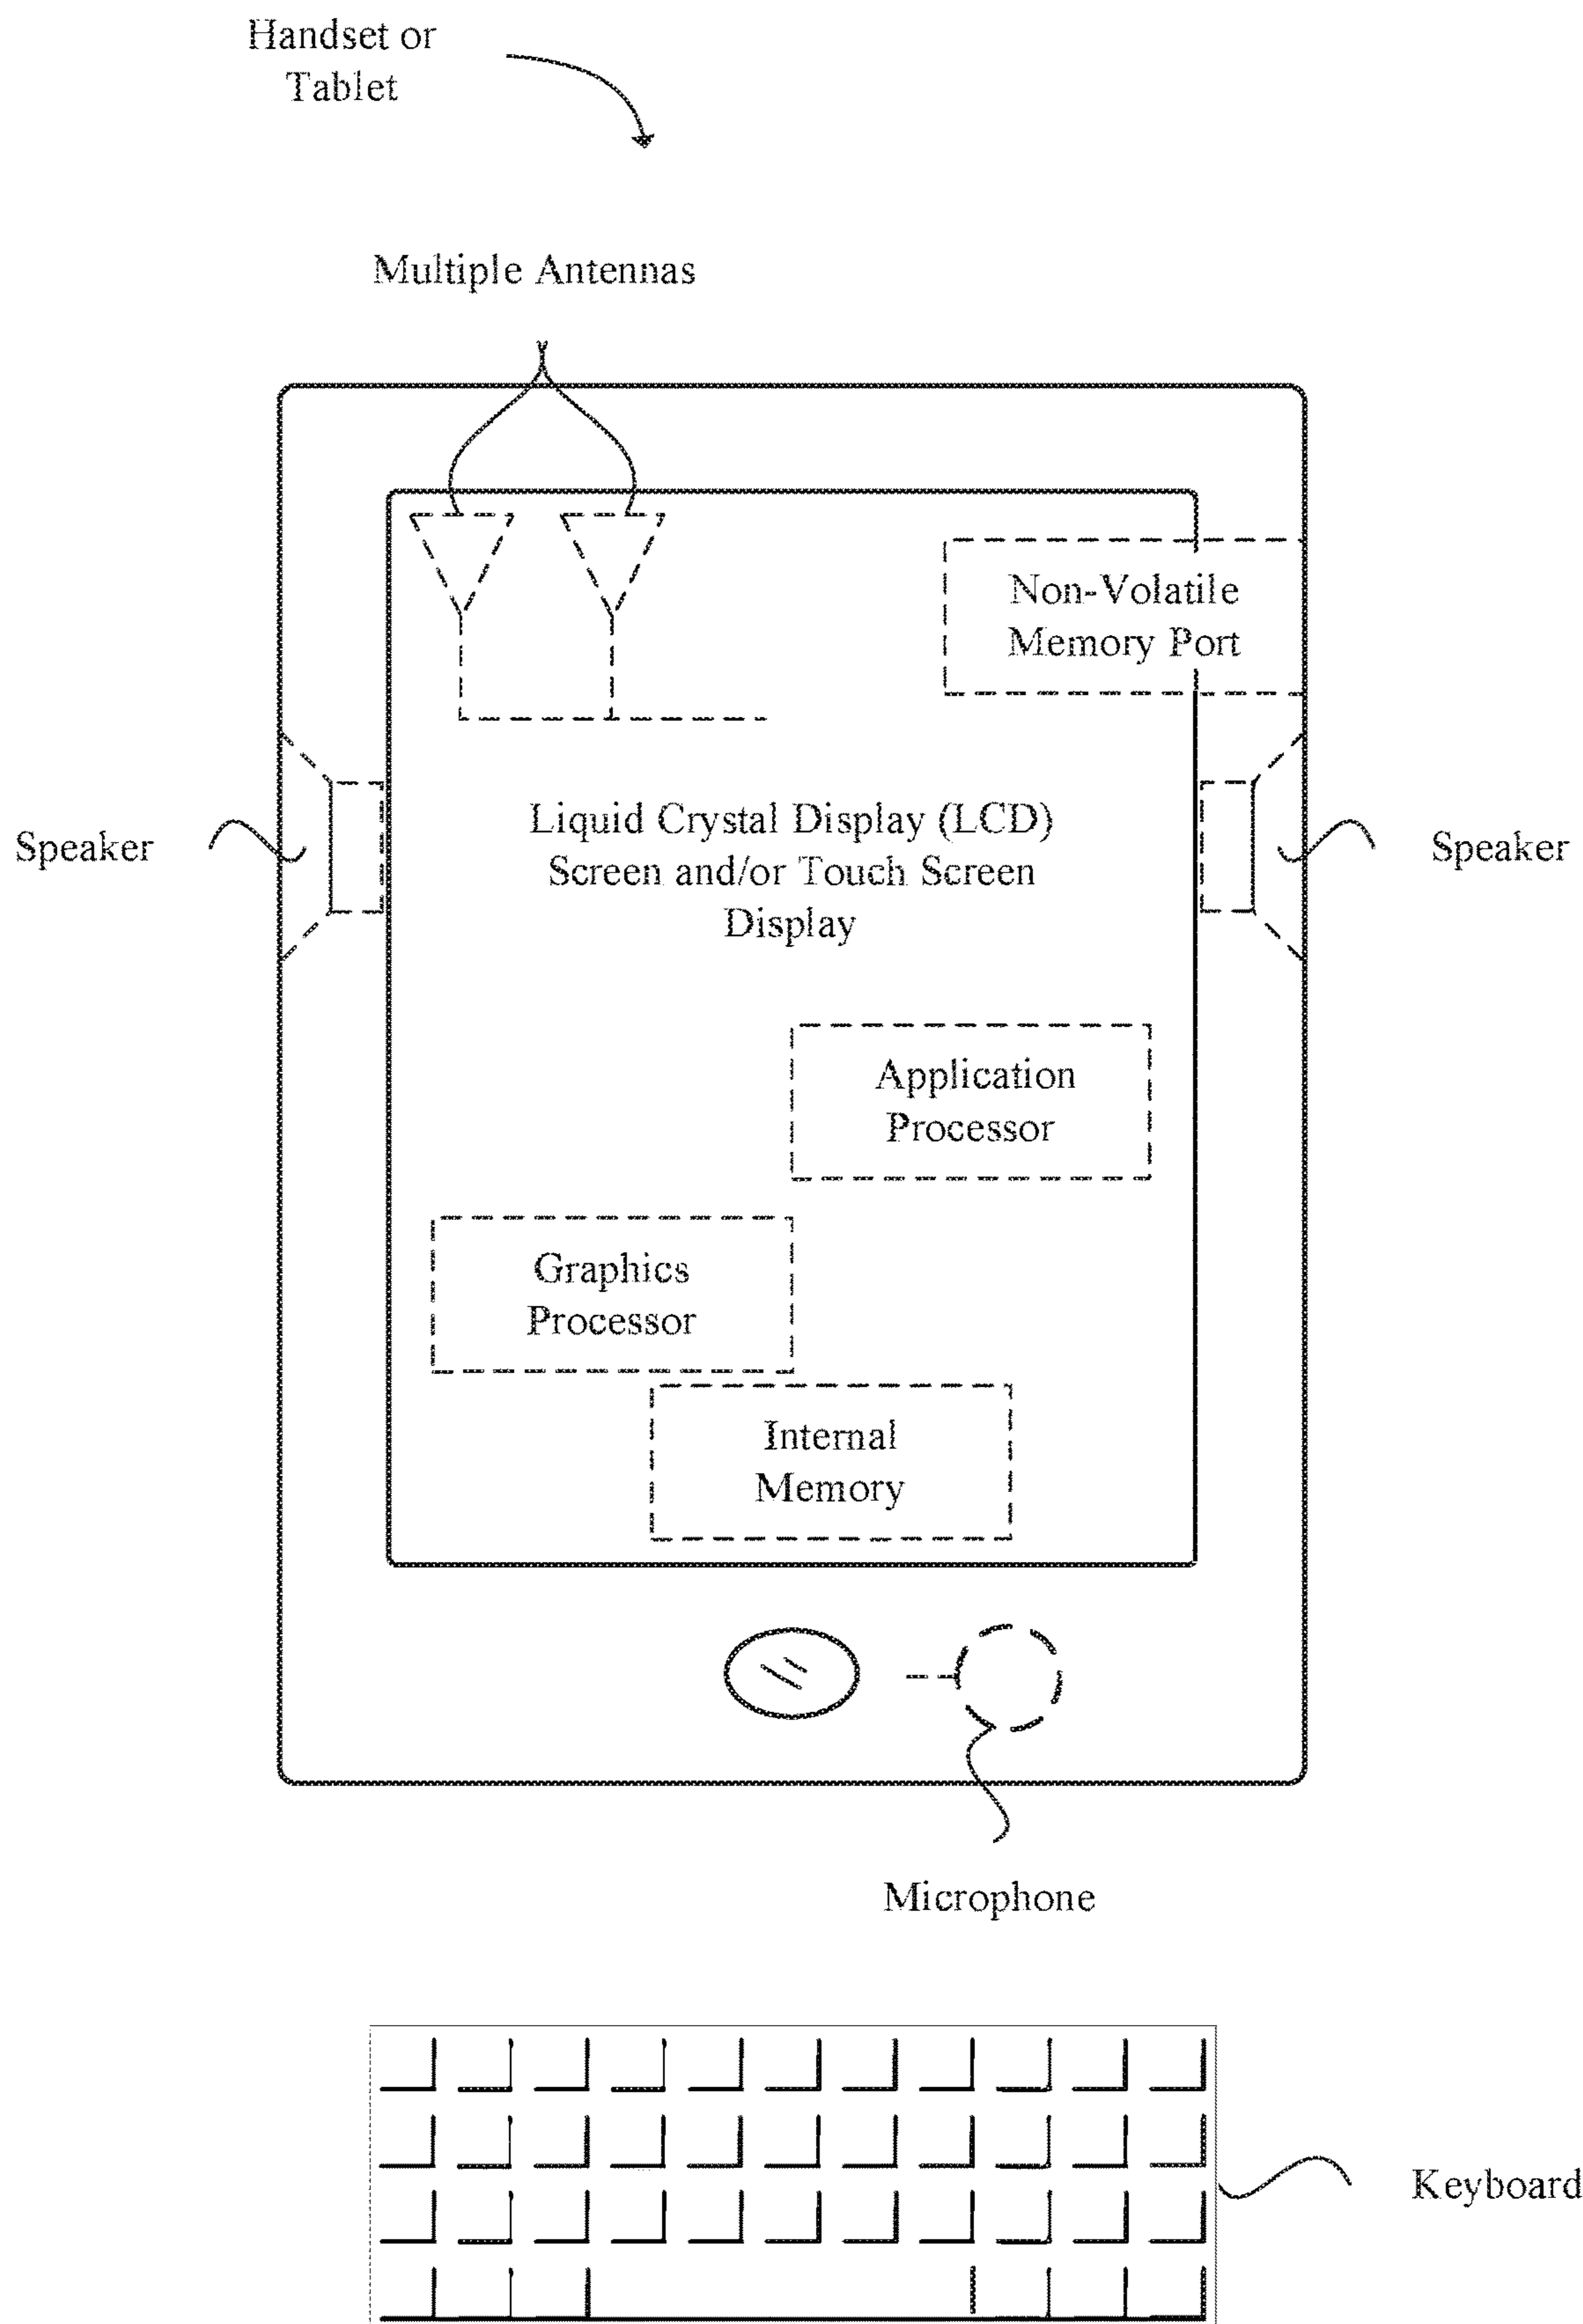 Handset or
Tablet
Multiple Antennas
Non-Volatile
Memory Port
Speaker
Liquid Crystal Display (LCD)
Screen and/or Touch Screen
Display
Speaker
Application
Processor
Graphics
Processor
Internal
Memory
Microphone
Keyboard